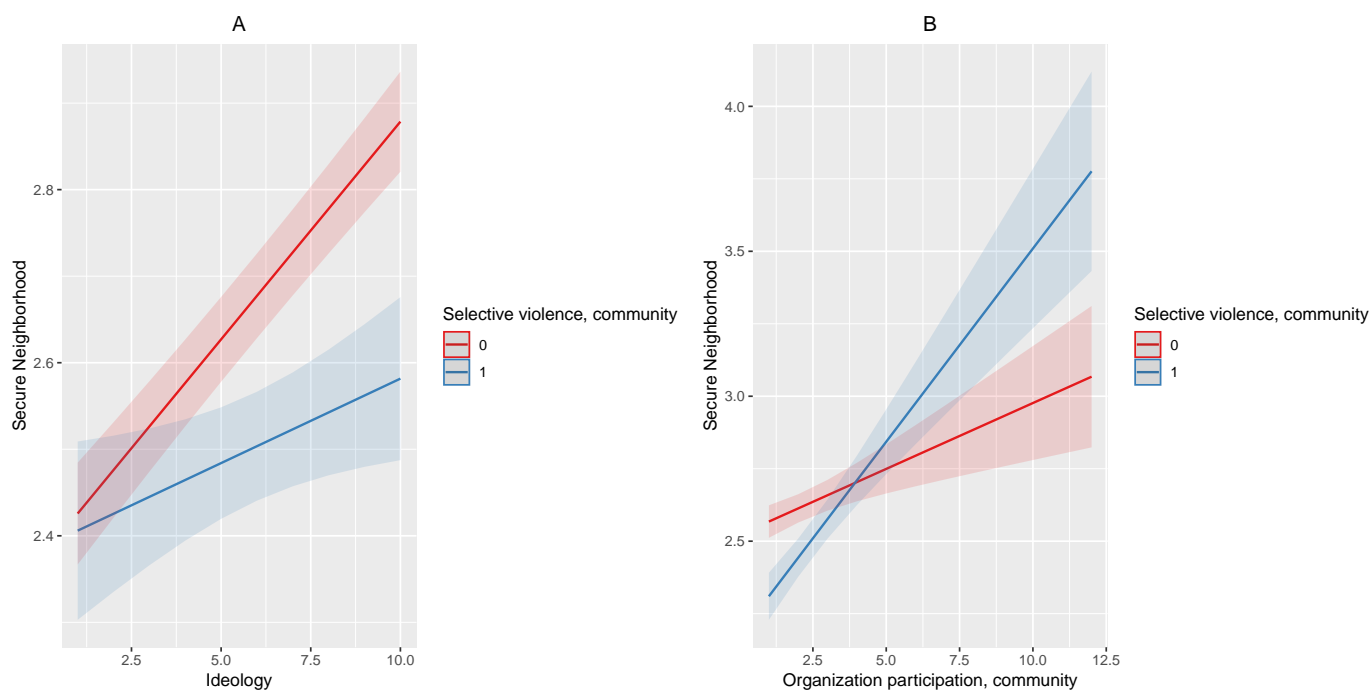 A
Secure Neighborhood
2.8
2.6
2.4
2.5
5.0
7.5
10.0
Ideology
Selective violence, community
0
1
B
Secure Neighborhood
4.0
3.5
3.0
2.5
2.5
5.0
7.5
10.0
12.5
Organization participation, community
Selective violence, community
0
1